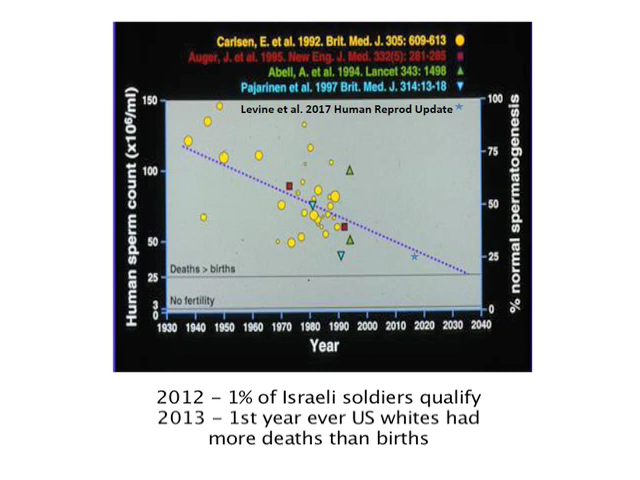 Carlsen, E. et al. 1992. Brit. Med. J. 305: 609-613
Auger, J. et al. 1995. New Eng. J. Med. 332(5): 281-285
Abell, A. et al. 1994. Lancet 343: 1498
Pajarinen et al. 1997 Brit. Med. J. 314:13-18
Levine et al. 2017 Human Reprod Update
Human sperm count (x10⁶/ml)
150
100
50
25
3
0
Deaths > births
No fertility
100
75
50
25
0
% normal spermatogenesis
1930 1940 1950 1960 1970 1980 1990 2000 2010 2020 2030 2040
Year
2012 – 1% of Israeli soldiers qualify
2013 – 1st year ever US whites had
more deaths than births